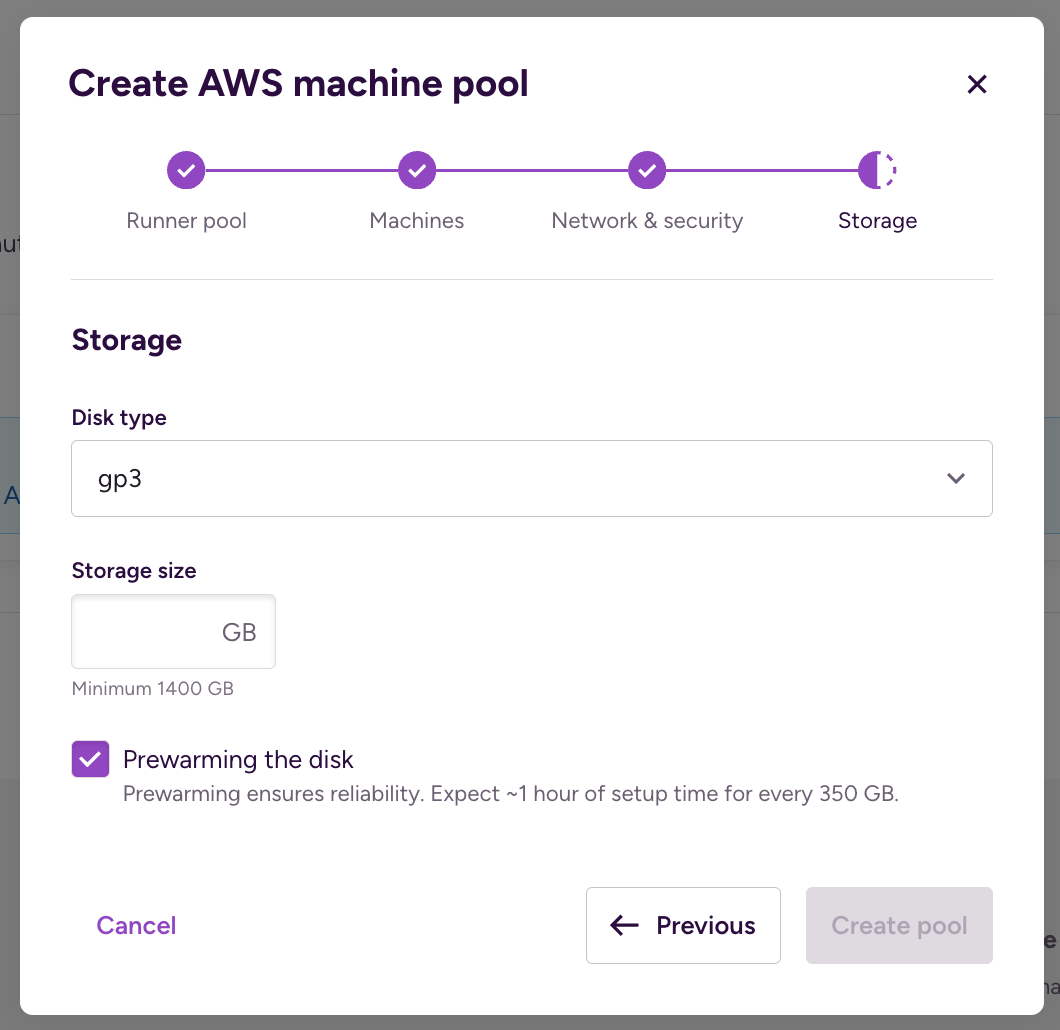 Create AWS machine pool
Runner pool
Machines
Network & security
Storage
Storage
Disk type
gp3
Storage size
GB
Minimum 1400 GB
Prewarming the disk
Prewarming ensures reliability. Expect ~1 hour of setup time for every 350 GB.
Cancel
Previous
Create pool